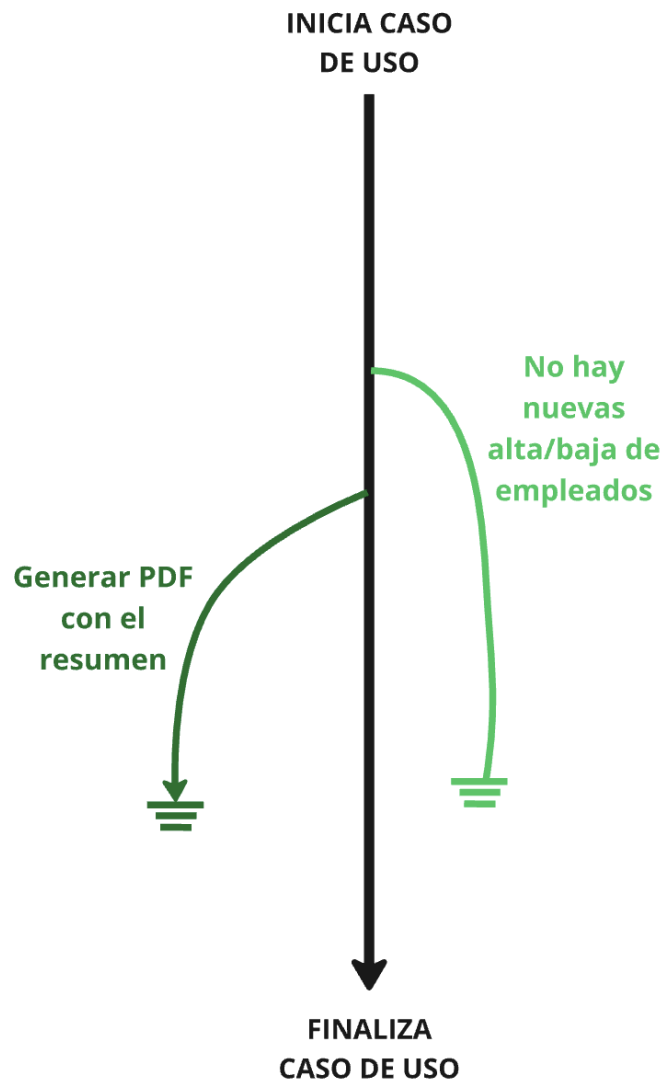 INICIA CASO
DE USO
No hay
nuevas
alta/baja de
empleados
Generar PDF
con el
resumen
FINALIZA
CASO DE USO